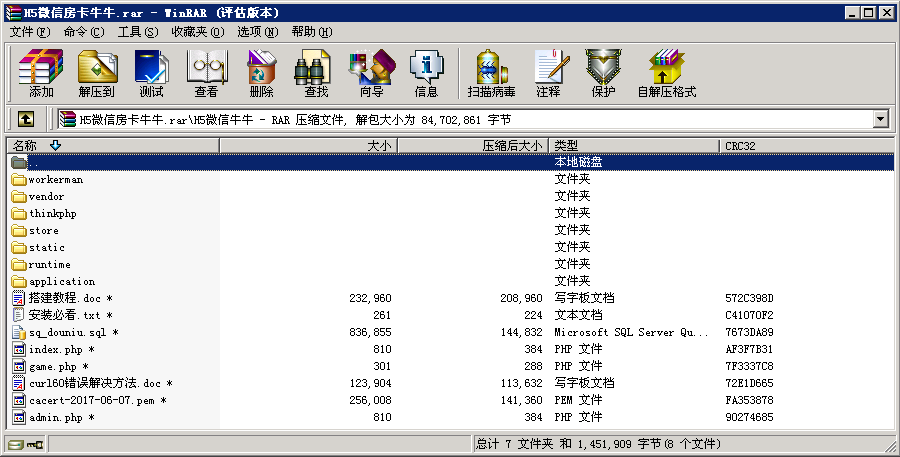 H5微信房卡牛牛.rar - WinRAR (评估版本)
文件(F) 命令(C) 工具(S) 收藏夹(O) 选项(N) 帮助(H)
添加 解压到 测试 查看 删除 查找 向导 信息 扫描病毒 注释 保护 自解压格式
H5微信房卡牛牛.rar\H5微信牛牛 - RAR 压缩文件, 解包大小为 84,702,861 字节
名称 大小 压缩后大小 类型 CRC32
.. 本地磁盘
workerman 文件夹
vendor 文件夹
thinkphp 文件夹
store 文件夹
static 文件夹
runtime 文件夹
application 文件夹
搭建教程.doc * 232,960 208,960 写字板文档 572C398D
安装必看.txt * 261 224 文本文档 C41070F2
sq_douniu.sql * 836,855 144,832 Microsoft SQL Server Qu... 7673DA89
index.php * 810 384 PHP 文件 AF3F7B31
game.php * 301 288 PHP 文件 7F3337C8
curl60错误解决方法.doc * 123,904 113,632 写字板文档 72E1D665
cacert-2017-06-07.pem * 256,008 141,360 PEM 文件 FA353878
admin.php * 810 384 PHP 文件 90274685
总计 7 文件夹 和 1,451,909 字节(8 个文件)